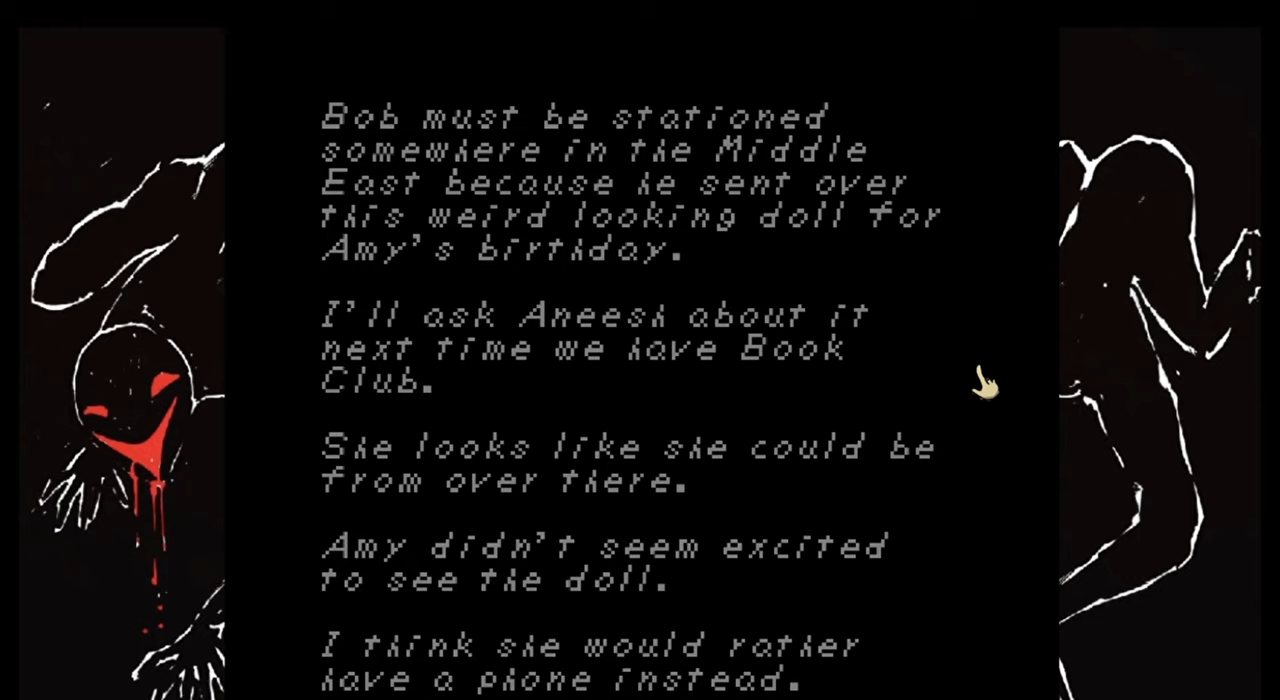 Bob must be stationed
somewhere in the Middle
East because he sent over
this weird looking doll for
Amy's birthday.
I'll ask Aneesh about it
next time we have Book
Club.
She looks like she could be
from over there.
Amy didn't seem excited
to see the doll.
I think she would rather
have a phone instead.